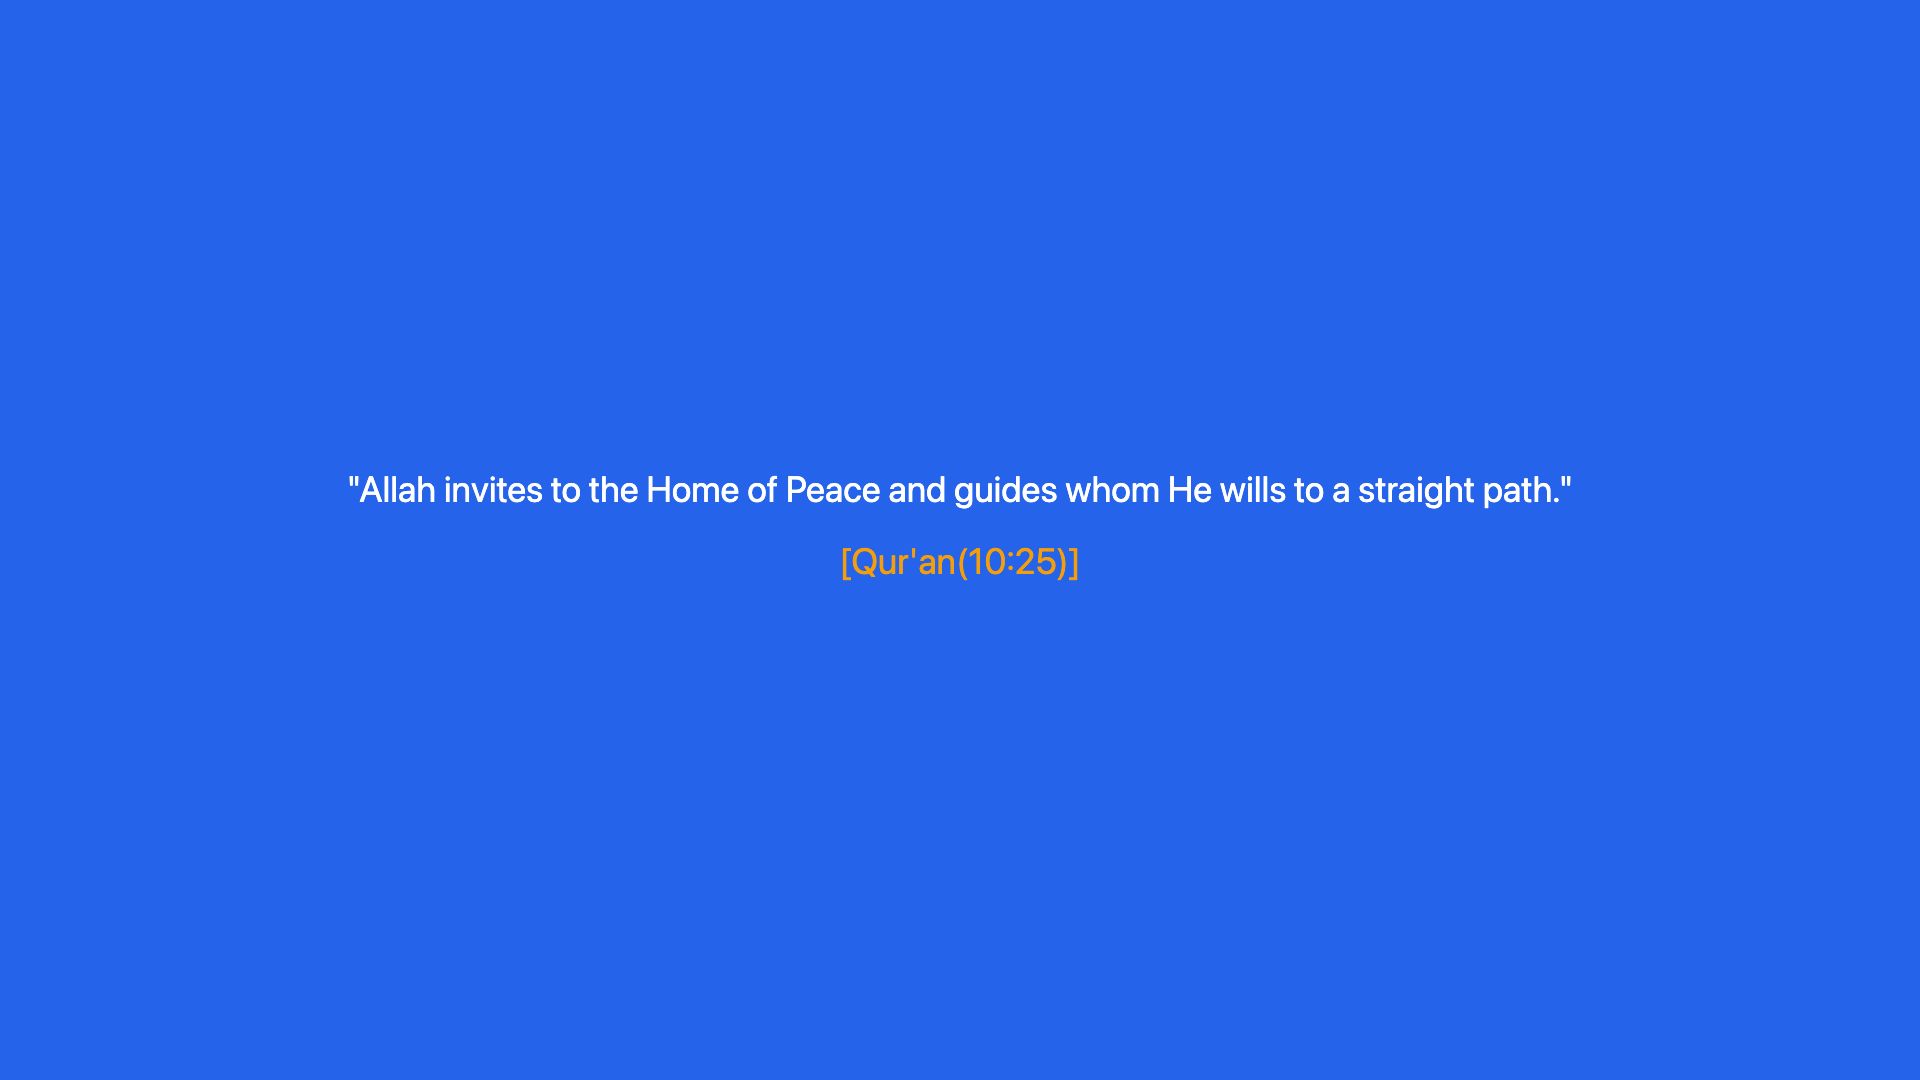 "Allah invites to the Home of Peace and guides whom He wills to a straight path."
[Qur'an(10:25)]